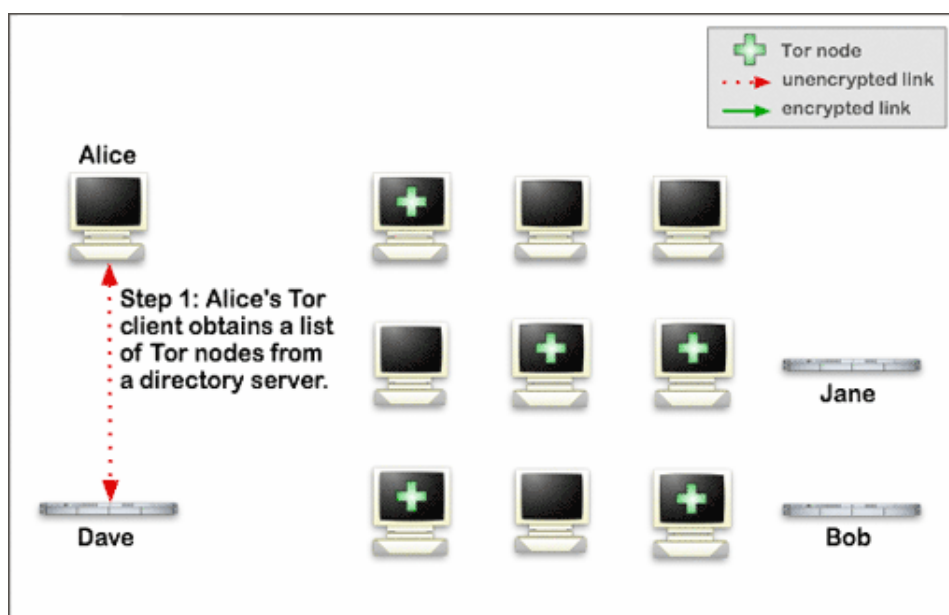 Tor node
unencrypted link
encrypted link
Alice
Step 1: Alice's Tor
client obtains a list
of Tor nodes from
a directory server.
Jane
Dave
Bob